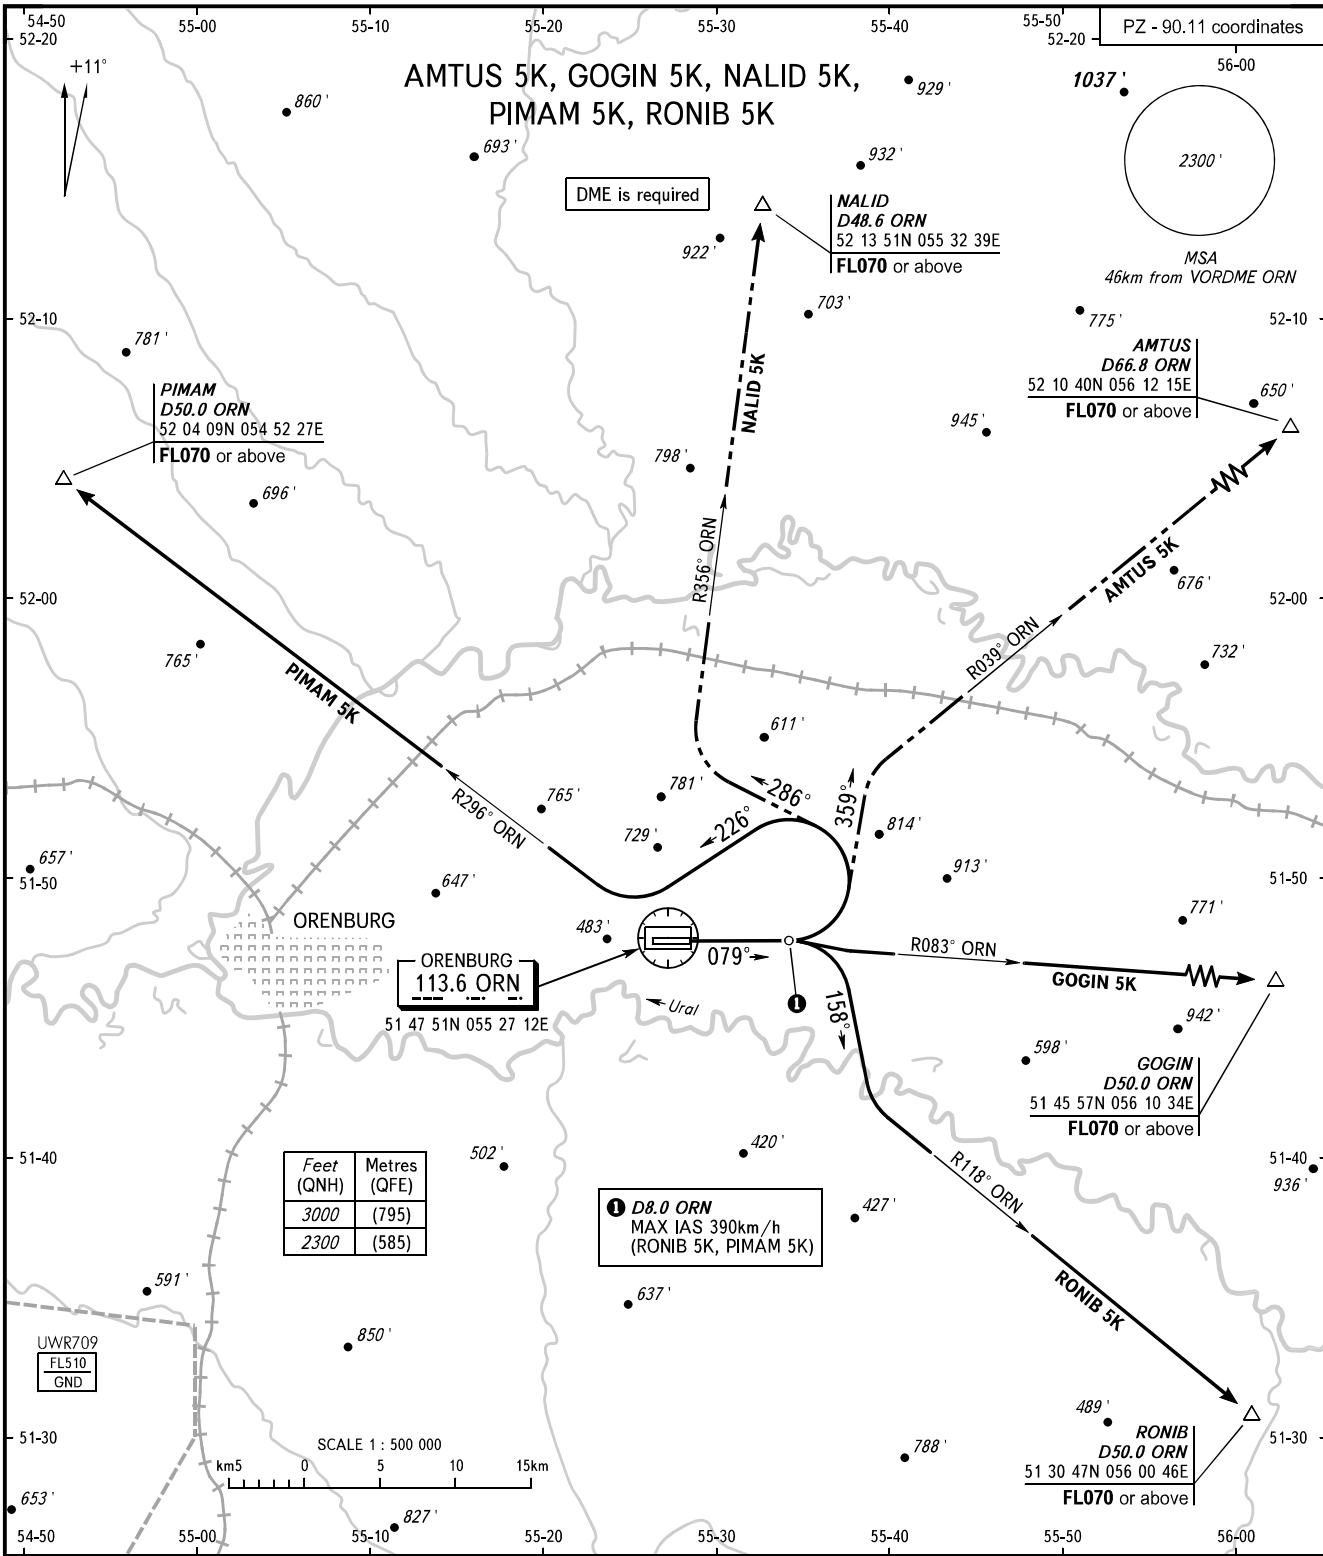 54-50
55-00
55-10
55-20
55-30
55-40
55-50
PZ - 90.11 coordinates
52-20
52-20
56-00
+11°
AMTUS 5K, GOGIN 5K, NALID 5K,
PIMAM 5K, RONIB 5K
860'
693'
929'
932'
1037'
2300'
MSA
46km from VORDME ORN
DME is required
NALID
D48.6 ORN
52 13 51N 055 32 39E
FL070 or above
922'
703'
775'
52-10
52-10
781'
AMTUS
D66.8 ORN
52 10 40N 056 12 15E
FL070 or above
650'
PIMAM
D50.0 ORN
52 04 09N 054 52 27E
FL070 or above
NALID 5K
945'
798'
696'
R356° ORN
AMTUS 5K
676'
52-00
52-00
765'
PIMAM 5K
R039° ORN
732'
611'
781'
765'
R296° ORN
729'
286°
226°
359°
814'
657'
913'
51-50
51-50
647'
771'
ORENBURG
483'
ORENBURG
113.6 ORN
51 47 51N 055 27 12E
079°
R083° ORN
GOGIN 5K
1
158°
Ural
942'
598'
GOGIN
D50.0 ORN
51 45 57N 056 10 34E
FL070 or above
502'
420'
51-40
51-40
936'
R118° ORN
Feet Metres
(QNH) (QFE)
3000 (795)
2300 (585)
1 D8.0 ORN
MAX IAS 390km/h
(RONIB 5K, PIMAM 5K)
427'
591'
637'
RONIB 5K
UWR709
FL510
GND
850'
489'
51-30
51-30
788'
RONIB
D50.0 ORN
51 30 47N 056 00 46E
FL070 or above
SCALE 1 : 500 000
km5 0 5 10 15km
653'
827'
54-50
55-00
55-10
55-20
55-30
55-40
55-50
56-00